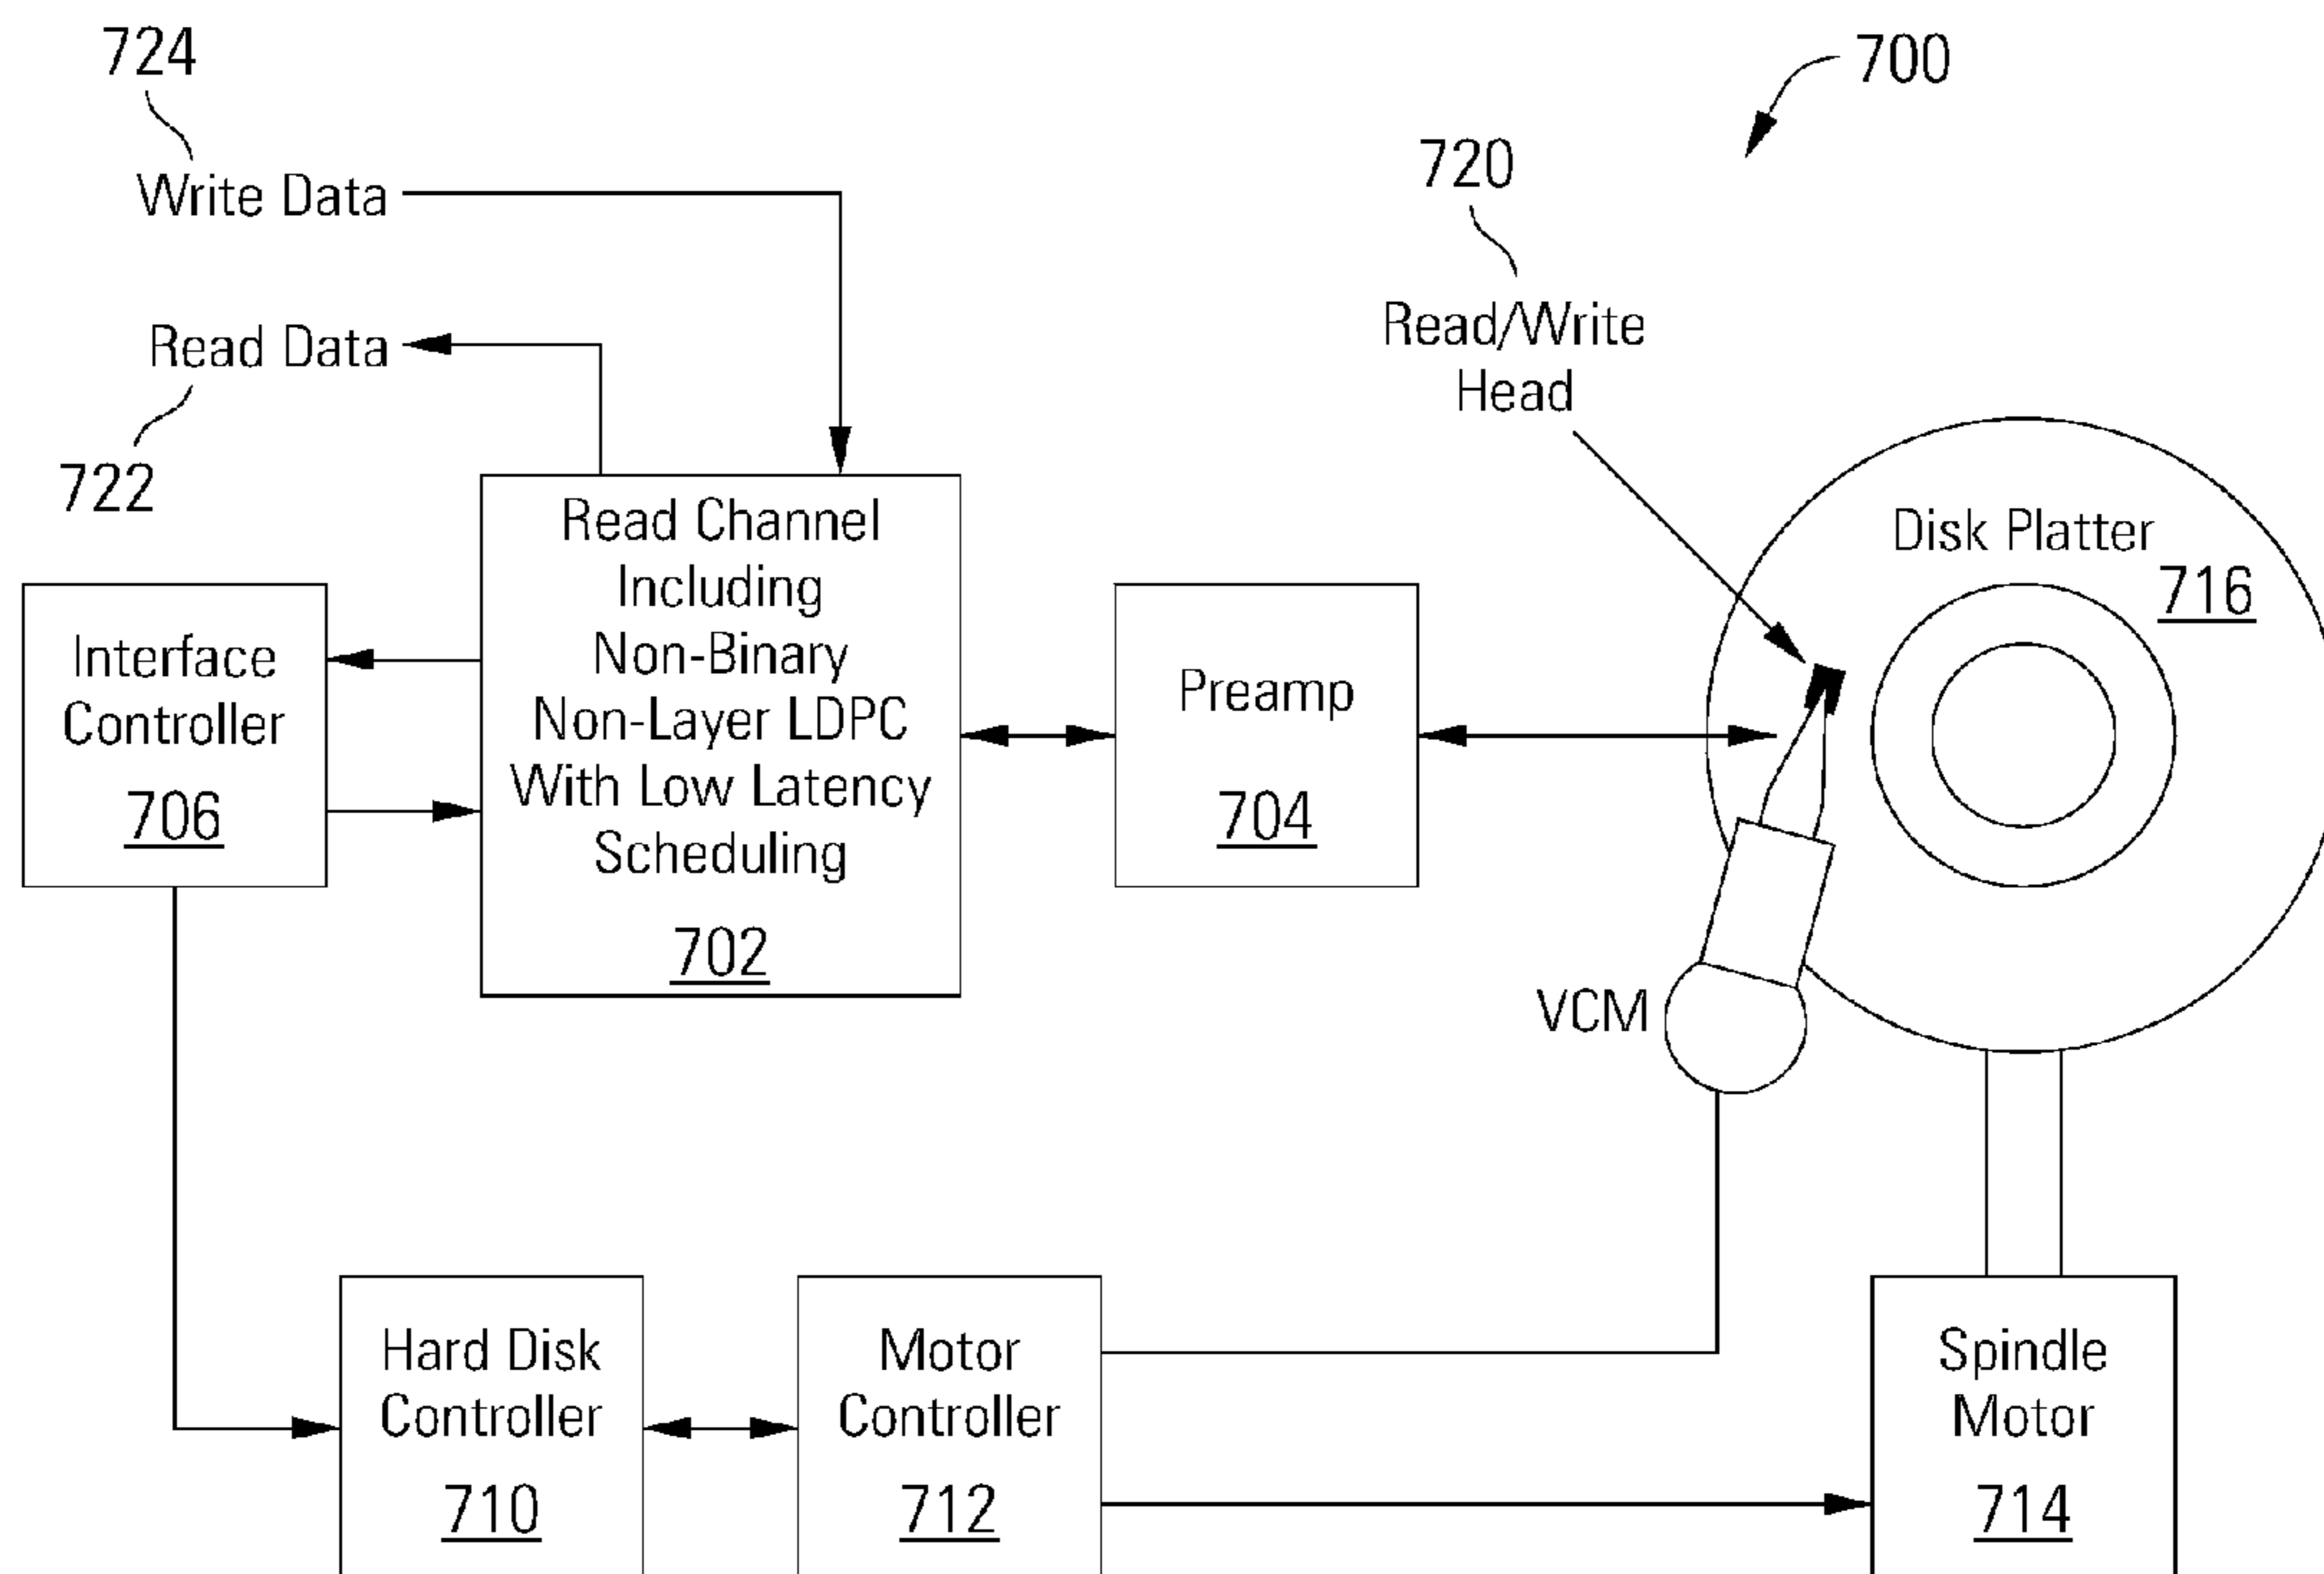 724
700
Write Data
720
Read/Write
Head
Read Data
722
Disk Platter
716
Read Channel
Including
Non-Binary
Non-Layer LDPC
With Low Latency
Scheduling
702
Interface
Controller
706
Preamp
704
VCM
Hard Disk
Controller
710
Motor
Controller
712
Spindle
Motor
714